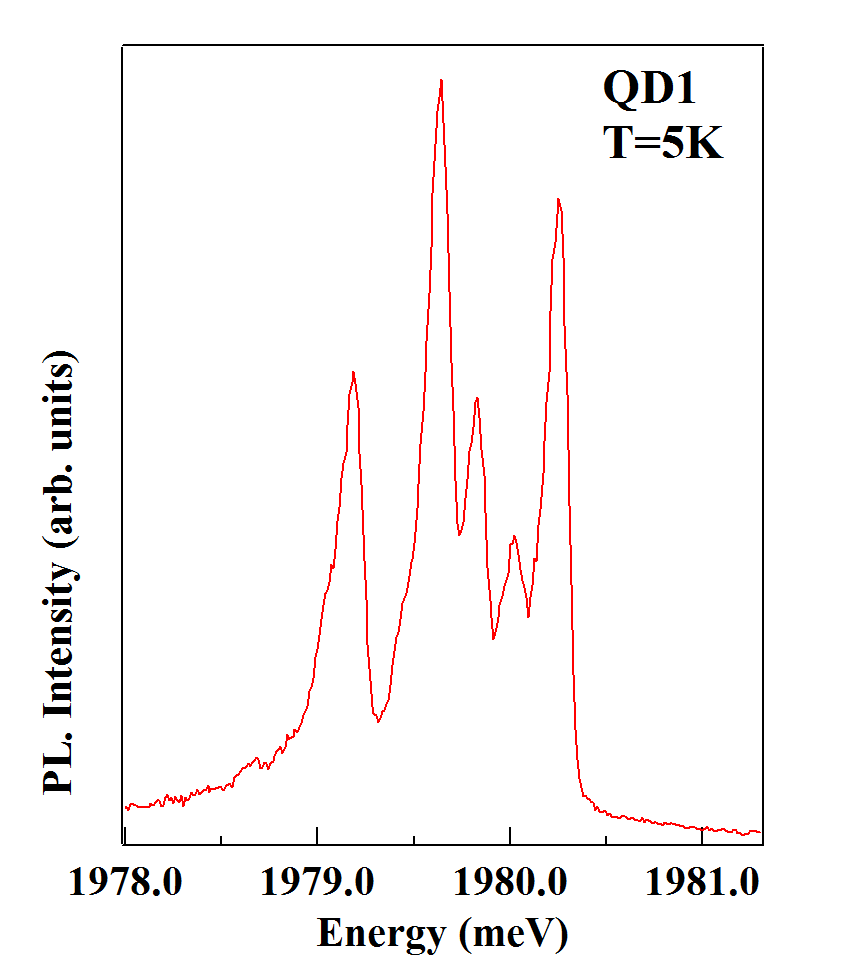 QD1
T=5K
PL. Intensity (arb. units)
1978.0 1979.0 1980.0 1981.0
Energy (meV)